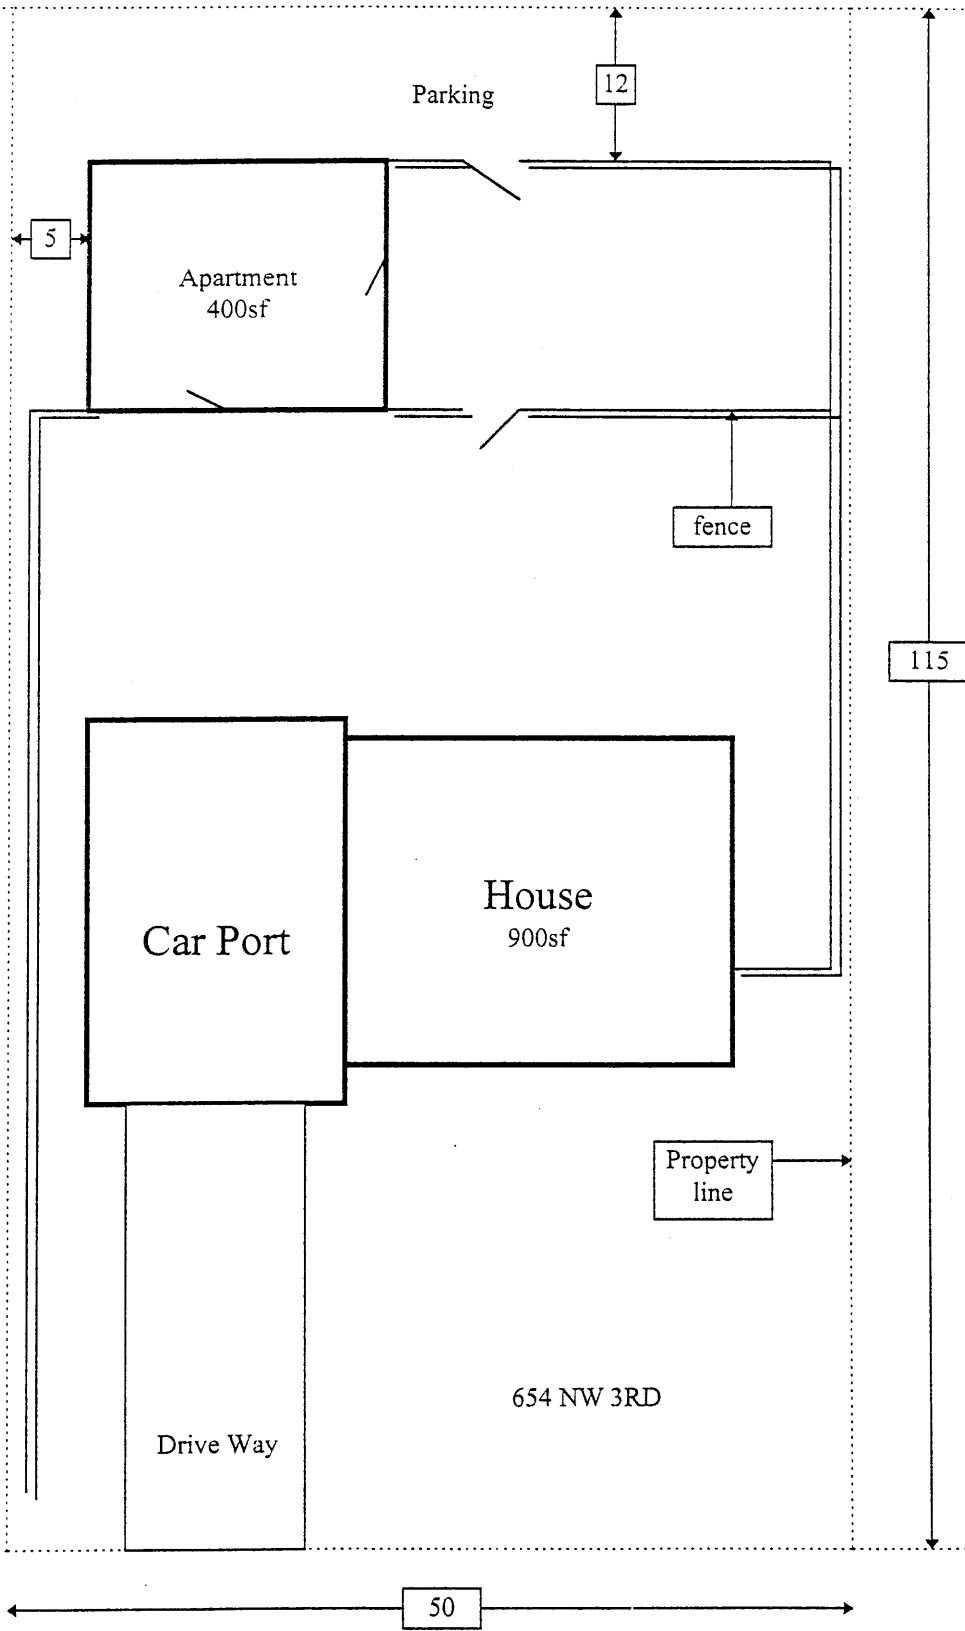 12
Parking
5
Apartment
400sf
fence
115
House
900sf
Car Port
Property
line
654 NW 3RD
Drive Way
50